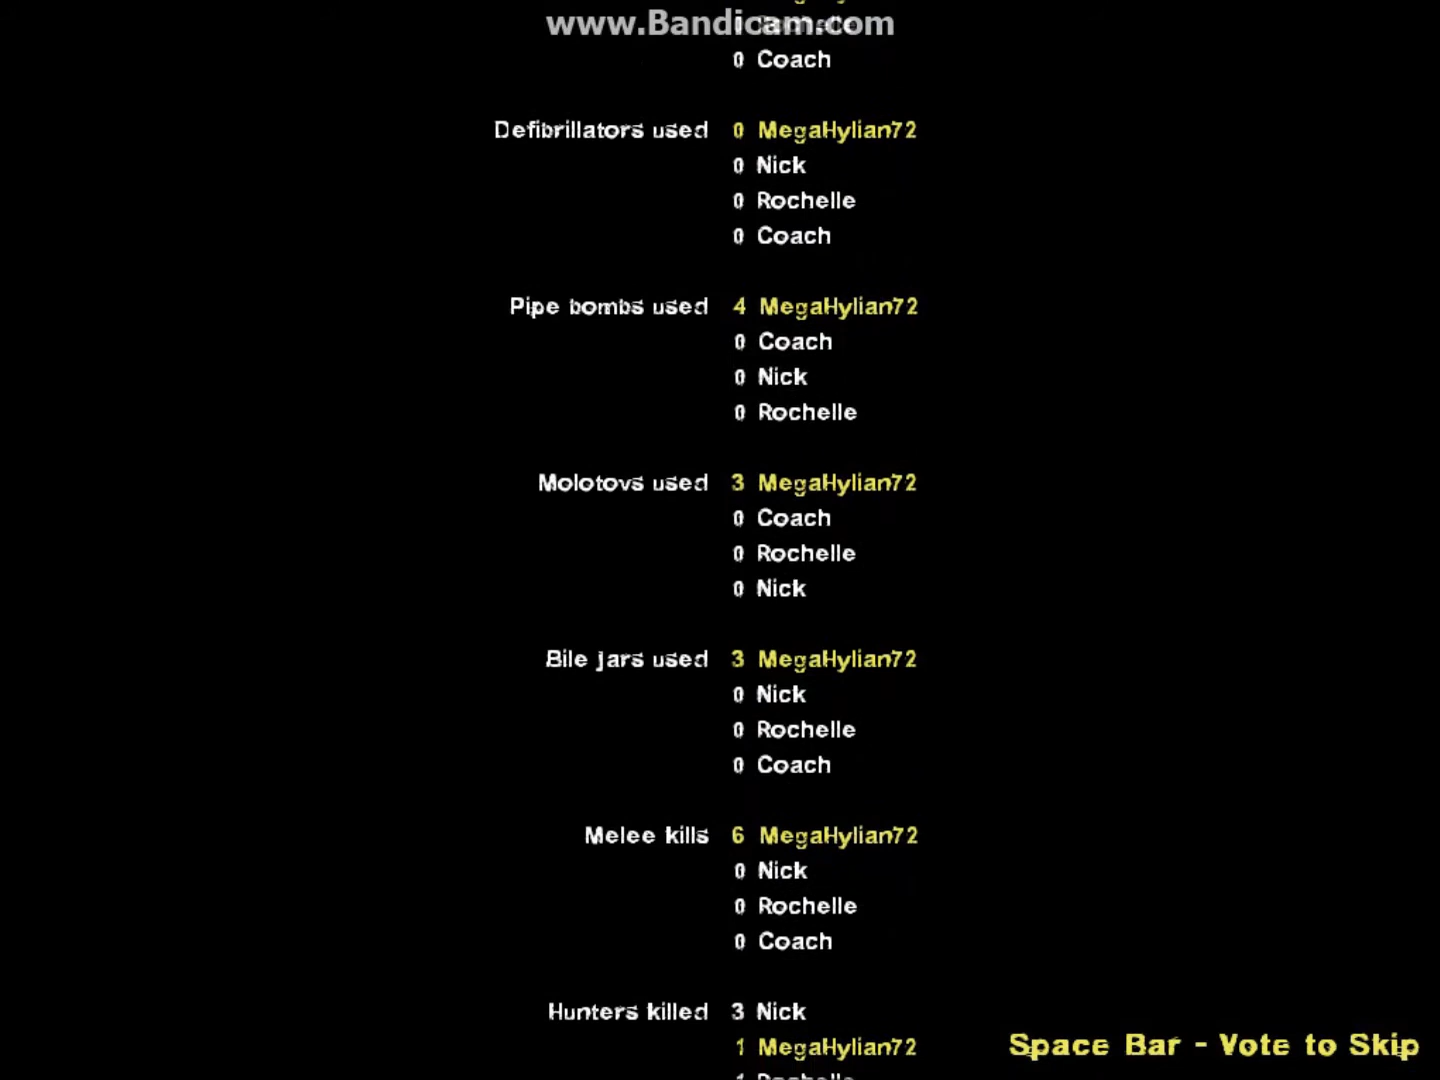 www.Bandicam.com
0 Coach
Defibrillators used 0 MegaHylian72
0 Nick
0 Rochelle
0 Coach
Pipe bombs used 4 MegaHylian72
0 Coach
0 Nick
0 Rochelle
Molotovs used 3 MegaHylian72
0 Coach
0 Rochelle
0 Nick
Bile jars used 3 MegaHylian72
0 Nick
0 Rochelle
0 Coach
Melee kills 6 MegaHylian72
0 Nick
0 Rochelle
0 Coach
Hunters killed 3 Nick
1 MegaHylian72
Space Bar - Vote to Skip